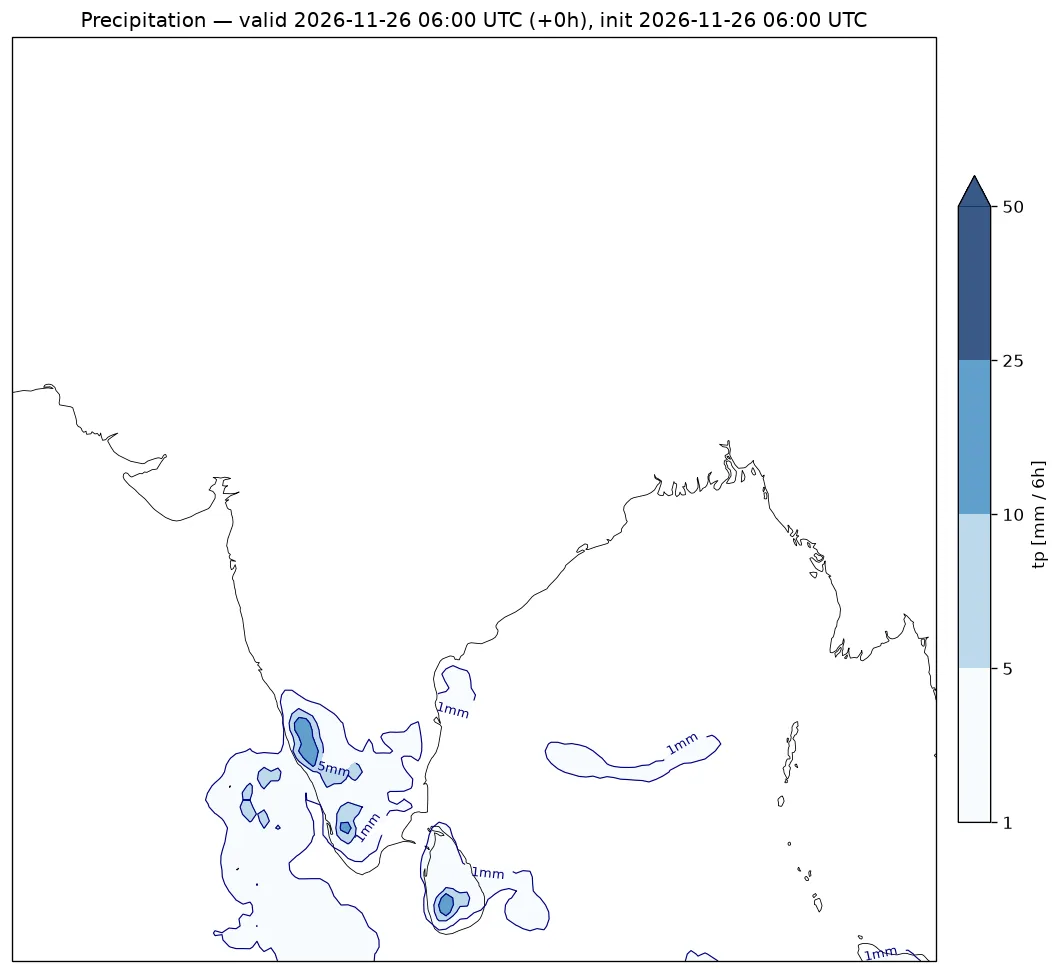 Precipitation — valid 2026-11-26 06:00 UTC (+0h), init 2026-11-26 06:00 UTC
50
25
10
5
1
tp [mm / 6h]
1mm
1mm
5mm
1mm
1mm
1mm